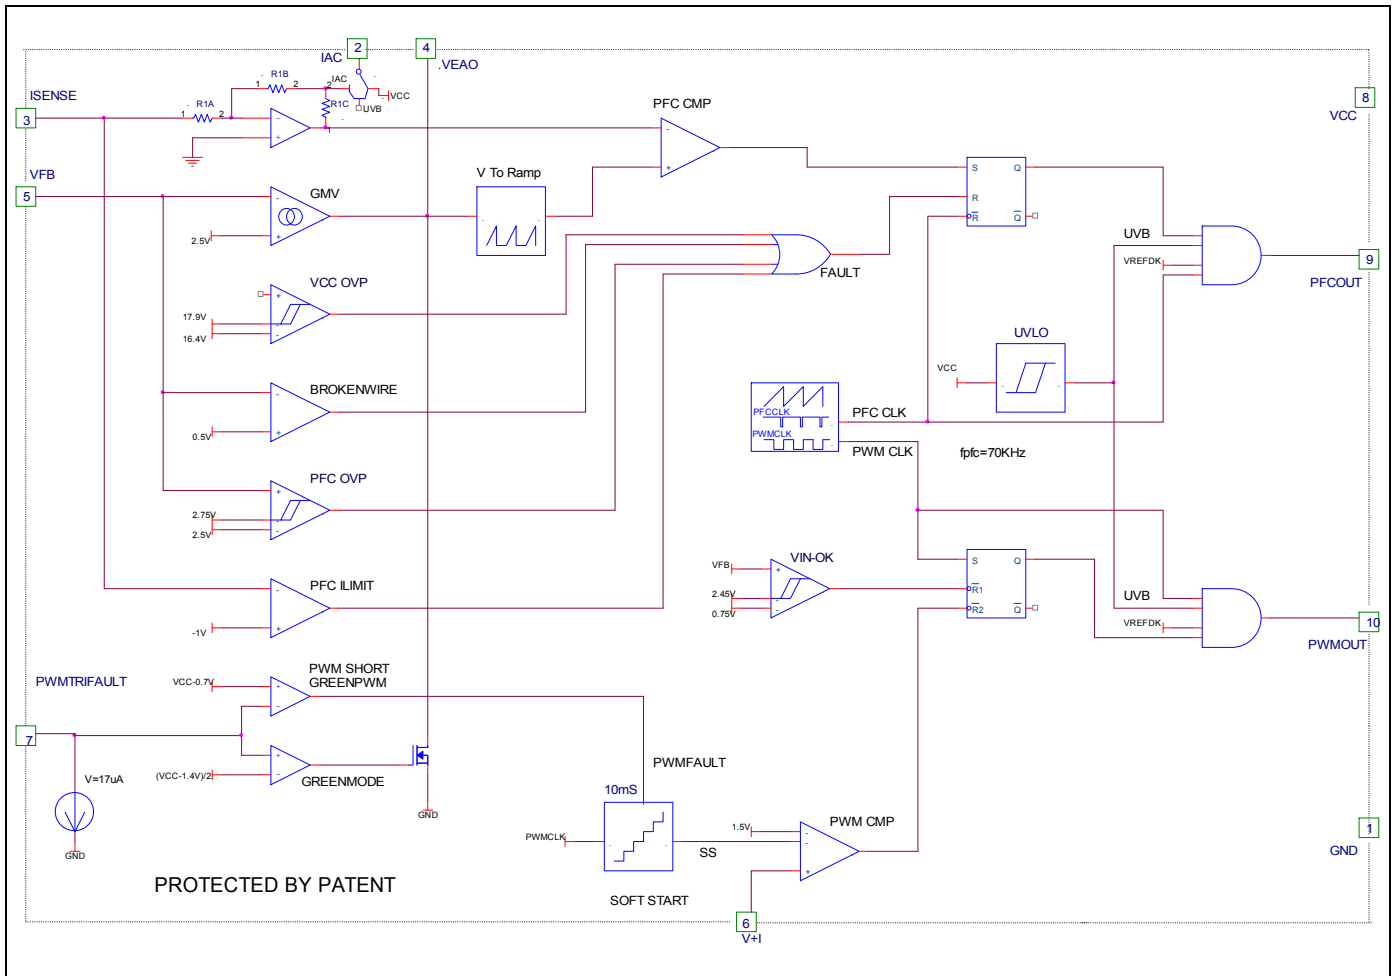 IAC
2
4
.VEAO
R1B
1
2
2
IAC
VCC
R1C
UVB
1
ISENSE
3
R1A
1
2
-
+
PFC CMP
-
+
8
VCC
VFB
5
GMV
-
+
2.5V
V To Ramp
S
Q
R
R
Q
UVB
VREFDK
9
PFCOUT
FAULT
VCC OVP
+
-
-
17.9V
16.4V
UVLO
VCC
BROKENWIRE
-
+
0.5V
PFCCLK
PWMCLK
PFC CLK
PWM CLK
fpfc=70KHz
PFC OVP
+
-
-
2.75V
2.5V
PFC ILIMIT
-
+
-1V
VIN-OK
VFB
+
-
-
2.45V
0.75V
S
Q
R1
R2
Q
UVB
VREFDK
10
PWMOUT
PWMTRIFAULT
7
PWM SHORT
GREENPWM
VCC-0.7V
+
-
+
-
(VCC-1.4V)/2
GREENMODE
V=17uA
GND
GND
PWMFAULT
10mS
PWMCLK
SS
SOFT START
1.5V
PWM CMP
-
-
+
6
V+I
1
GND
PROTECTED BY PATENT